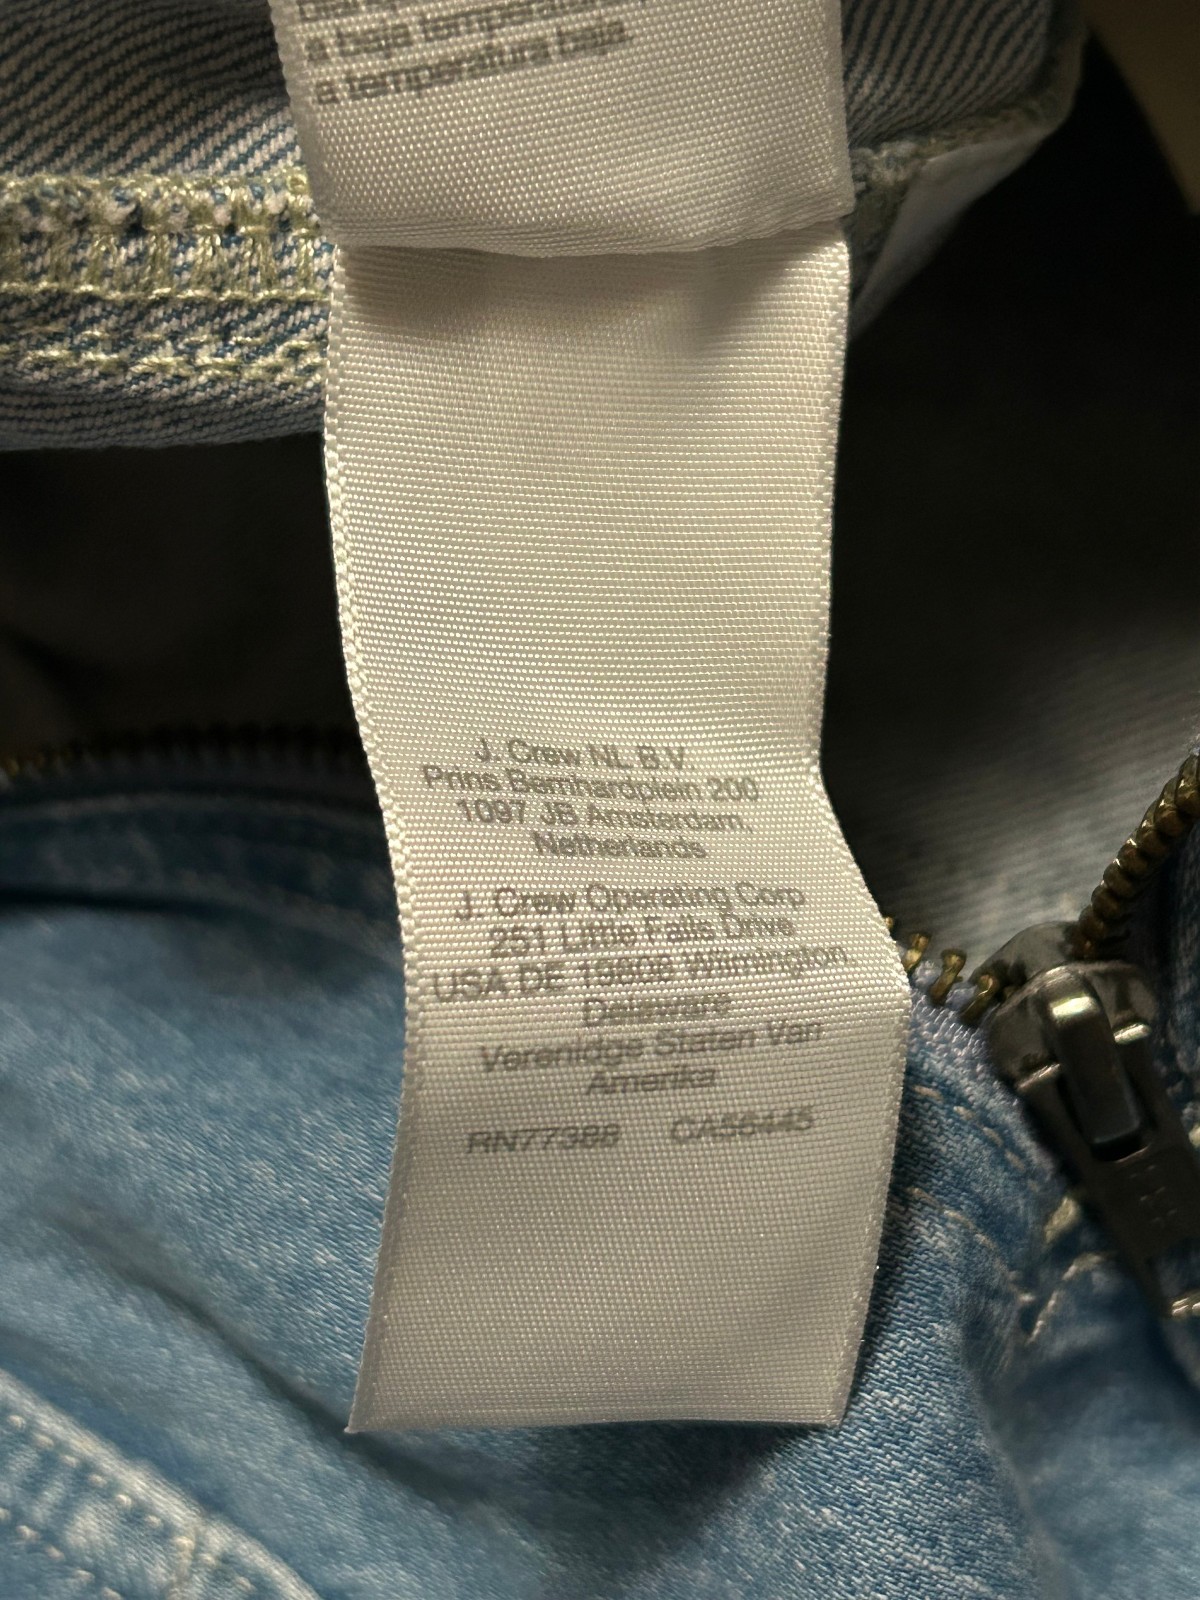 a baja temperatura
a temperatura baja
J. Crew NL B.V.
Prins Bernhardplein 200
1097 JB Amsterdam,
Netherlands
J. Crew Operating Corp
251 Little Falls Drive
USA DE 19808 Wilmington
Delaware
Verenidge Staten Van
Amerika
RN77388 CA56445